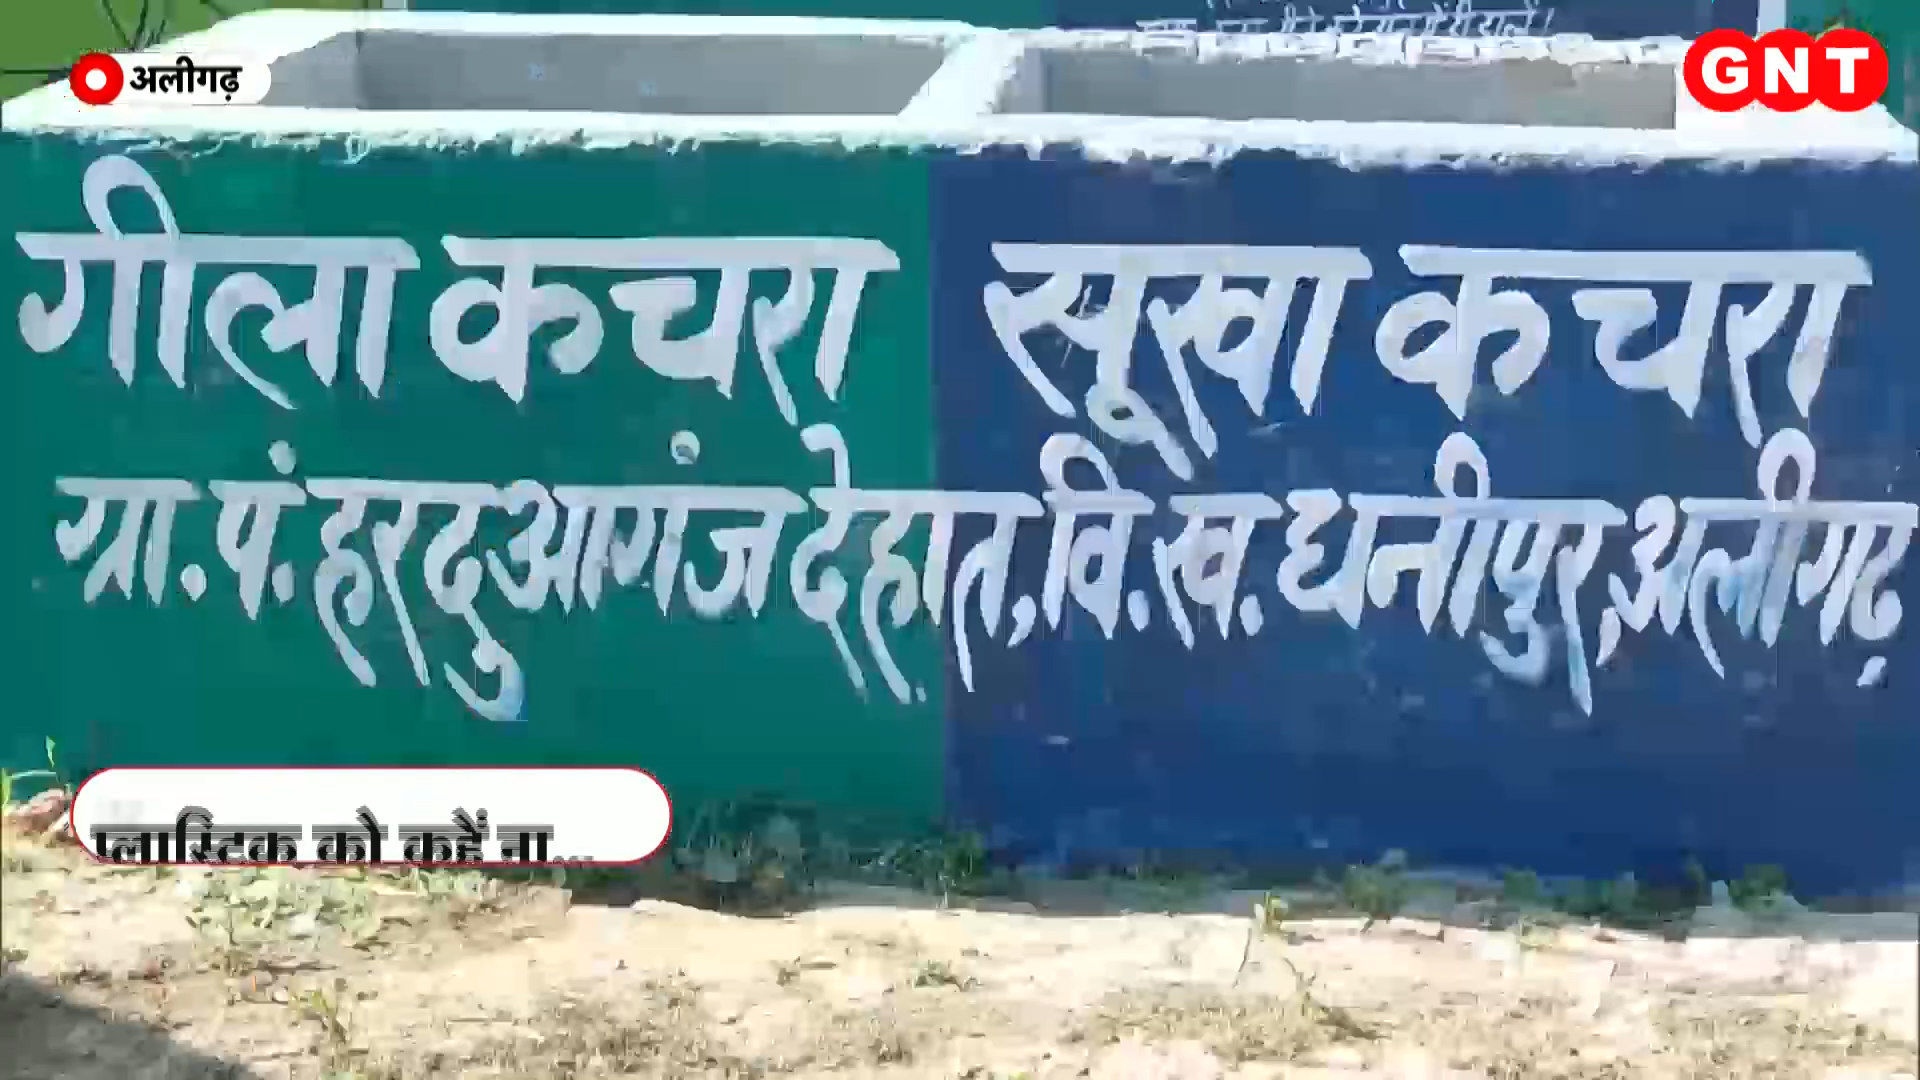 अलीगढ़
GNT
गीला कचरा सूखा कचरा
ग्रा.पं.हरदुआगंज देहात,वि.ख.धनीपुर,अलीगढ़
प्लास्टिक को कहें ना...